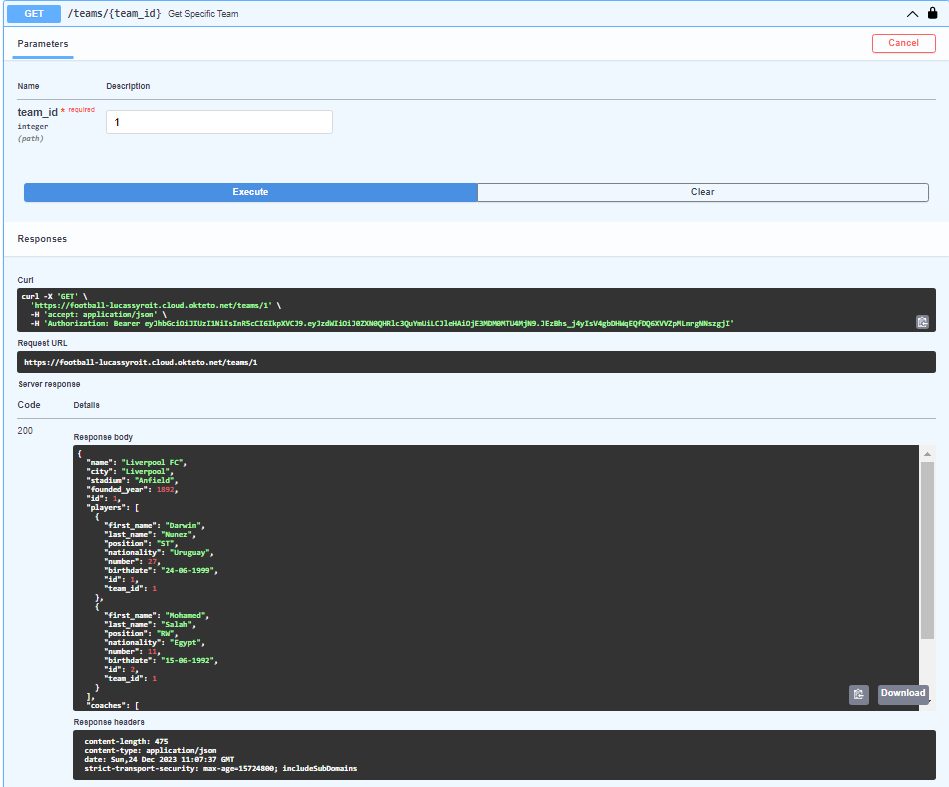 GET /teams/{team_id} Get Specific Team
Parameters
Cancel
Name Description
team_id * required
integer
(path)
1
Execute Clear
Responses
Curl
curl -X 'GET' \
'https://football-lucassyroit.cloud.okteto.net/teams/1' \
-H 'accept: application/json' \
-H 'Authorization: Bearer
Request URL
https://football-lucassyroit.cloud.okteto.net/teams/1
Server response
Code Details
200
Response body
{
"name": "Liverpool FC",
"city": "Liverpool",
"stadium": "Anfield",
"founded_year": 1892,
"id": 1,
"players": [
{
"first_name": "Darwin",
"last_name": "Nunez",
"position": "ST",
"nationality": "Uruguay",
"number": 27,
"birthdate": "24-06-1999",
"id": 1,
"team_id": 1
},
{
"first_name": "Mohamed",
"last_name": "Salah",
"position": "RW",
"nationality": "Egypt",
"number": 11,
"birthdate": "15-06-1992",
"id": 2,
"team_id": 1
}
],
"coaches": [
Download
Response headers
content-length: 475
content-type: application/json
date: Sun,24 Dec 2023 11:07:37 GMT
strict-transport-security: max-age=15724800; includeSubDomains